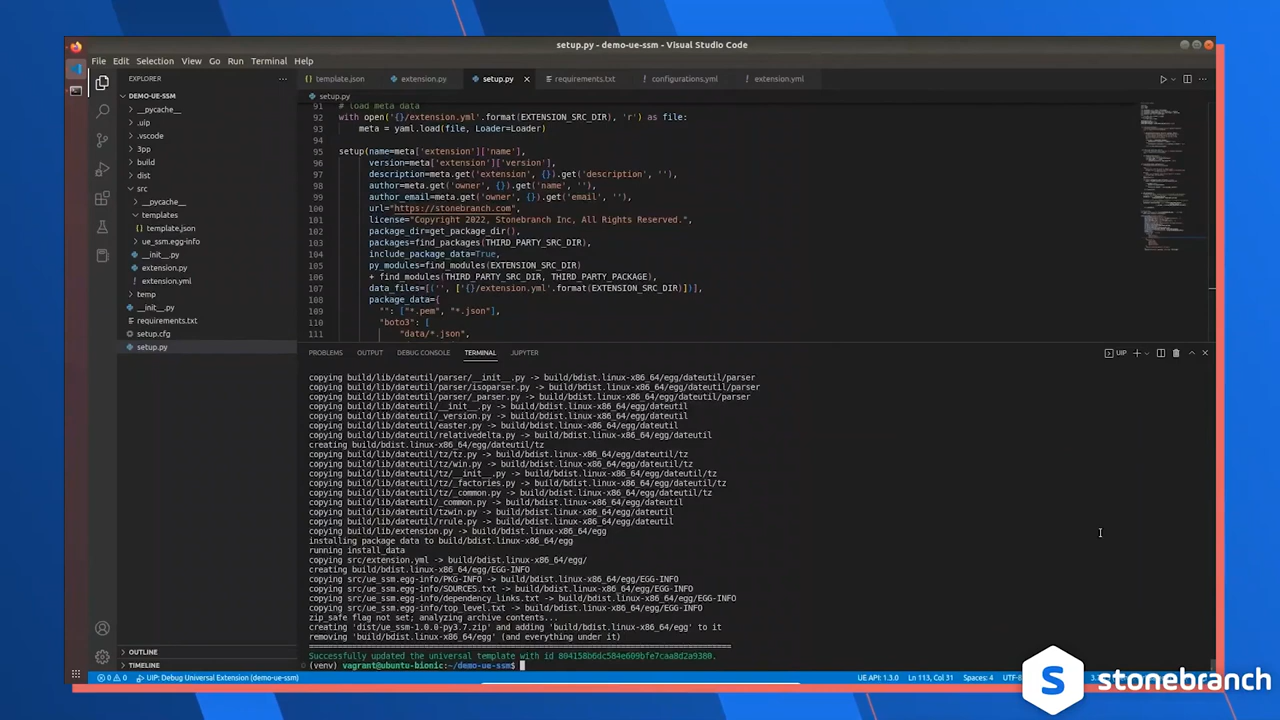 setup.py - demo-ue-ssm - Visual Studio Code
File Edit Selection View Go Run Terminal Help
EXPLORER ...
template.json
extension.py
setup.py ×
requirements.txt
configurations.yml
extension.yml
DEMO-UE-SSM
__pycache__
.uip
.vscode
3pp
build
dist
src
__pycache__
templates
template.json
ue_ssm.egg-info
__init__.py
extension.py
extension.yml
temp
__init__.py
requirements.txt
setup.cfg
setup.py
OUTLINE
TIMELINE
setup.py
91 # load meta data
92 with open('{}/extension.yml'.format(EXTENSION_SRC_DIR), 'r') as file:
93 meta = yaml.load(file, Loader=Loader)
94
95 setup(name=meta['extension']['name'],
96 version=meta['extension']['version'],
97 description=meta.get('extension', {}).get('description', ''),
98 author=meta.get('owner', {}).get('name', ''),
99 author_email=meta.get('owner', {}).get('email', ''),
100 url="https://stonebranch.com",
101 license="Copyright 2022, Stonebranch Inc, All Rights Reserved.",
102 package_dir=get_package_dir(),
103 packages=find_packages(THIRD_PARTY_SRC_DIR),
104 include_package_data=True,
105 py_modules=find_modules(EXTENSION_SRC_DIR)
106 + find_modules(THIRD_PARTY_SRC_DIR, THIRD_PARTY_PACKAGE),
107 data_files=[('', ['{}/extension.yml'.format(EXTENSION_SRC_DIR)])],
108 package_data={
109 "": ["*.pem", "*.json"],
110 "boto3": [
111 "data/*.json",
PROBLEMS OUTPUT DEBUG CONSOLE TERMINAL JUPYTER
UIP
copying build/lib/dateutil/parser/__init__.py -> build/bdist.linux-x86_64/egg/dateutil/parser
copying build/lib/dateutil/parser/isoparser.py -> build/bdist.linux-x86_64/egg/dateutil/parser
copying build/lib/dateutil/parser/_parser.py -> build/bdist.linux-x86_64/egg/dateutil/parser
copying build/lib/dateutil/__init__.py -> build/bdist.linux-x86_64/egg/dateutil
copying build/lib/dateutil/_version.py -> build/bdist.linux-x86_64/egg/dateutil
copying build/lib/dateutil/easter.py -> build/bdist.linux-x86_64/egg/dateutil
copying build/lib/dateutil/relativedelta.py -> build/bdist.linux-x86_64/egg/dateutil
creating build/bdist.linux-x86_64/egg/dateutil/tz
copying build/lib/dateutil/tz/tz.py -> build/bdist.linux-x86_64/egg/dateutil/tz
copying build/lib/dateutil/tz/win.py -> build/bdist.linux-x86_64/egg/dateutil/tz
copying build/lib/dateutil/tz/__init__.py -> build/bdist.linux-x86_64/egg/dateutil/tz
copying build/lib/dateutil/tz/_factories.py -> build/bdist.linux-x86_64/egg/dateutil/tz
copying build/lib/dateutil/tz/_common.py -> build/bdist.linux-x86_64/egg/dateutil/tz
copying build/lib/dateutil/_common.py -> build/bdist.linux-x86_64/egg/dateutil
copying build/lib/dateutil/tzwin.py -> build/bdist.linux-x86_64/egg/dateutil
copying build/lib/dateutil/rrule.py -> build/bdist.linux-x86_64/egg/dateutil
copying build/lib/extension.py -> build/bdist.linux-x86_64/egg
installing package data to build/bdist.linux-x86_64/egg
running install_data
copying src/extension.yml -> build/bdist.linux-x86_64/egg/
creating build/bdist.linux-x86_64/egg/EGG-INFO
copying src/ue_ssm.egg-info/PKG-INFO -> build/bdist.linux-x86_64/egg/EGG-INFO
copying src/ue_ssm.egg-info/SOURCES.txt -> build/bdist.linux-x86_64/egg/EGG-INFO
copying src/ue_ssm.egg-info/dependency_links.txt -> build/bdist.linux-x86_64/egg/EGG-INFO
copying src/ue_ssm.egg-info/top_level.txt -> build/bdist.linux-x86_64/egg/EGG-INFO
zip_safe flag not set; analyzing archive contents...
creating 'dist/ue_ssm-1.0.0-py3.7.zip' and adding 'build/bdist.linux-x86_64/egg' to it
removing 'build/bdist.linux-x86_64/egg' (and everything under it)
Successfully updated the universal template with id 804158b6dc584e609bfe7caa8d2a9380.
(venv) vagrant@ubuntu-bionic:~/demo-ue-ssm$
0 0 UIP: Debug Universal Extension (demo-ue-ssm)
UE API: 1.3.0 Ln 113, Col 31 Spaces: 4
S stonebranch